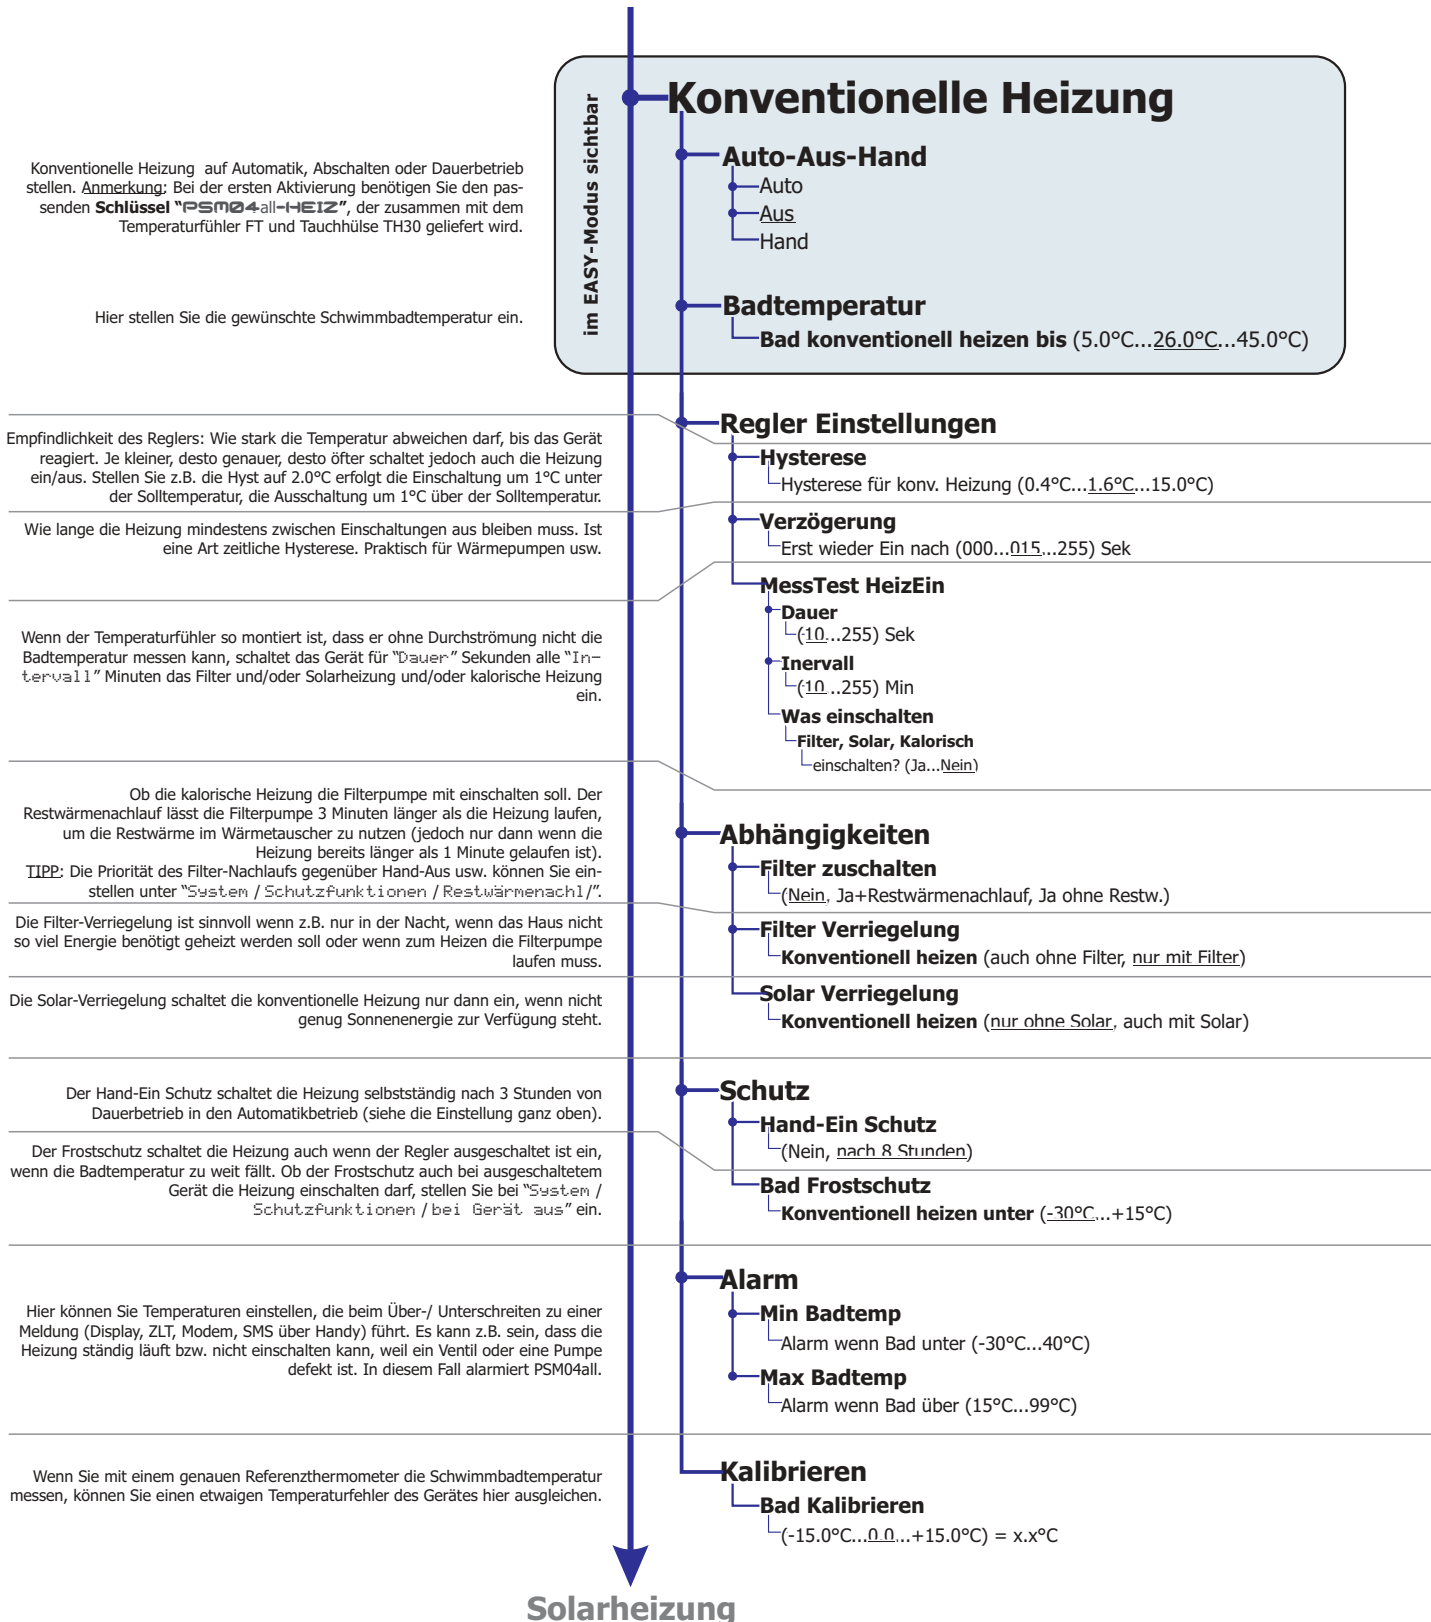 im EASY-Modus sichtbar
Konventionelle Heizung
Konventionelle Heizung auf Automatik, Abschalten oder Dauerbetrieb
stellen. Anmerkung: Bei der ersten Aktivierung benötigen Sie den pas-
senden Schlüssel “PSM04all-HEIZ”, der zusammen mit dem
Temperaturfühler FT und Tauchhülse TH30 geliefert wird.
Auto-Aus-Hand
Auto
Aus
Hand
Hier stellen Sie die gewünschte Schwimmbadtemperatur ein.
Badtemperatur
Bad konventionell heizen bis (5.0°C...26.0°C...45.0°C)
Regler Einstellungen
Empfindlichkeit des Reglers: Wie stark die Temperatur abweichen darf, bis das Gerät
reagiert. Je kleiner, desto genauer, desto öfter schaltet jedoch auch die Heizung
ein/aus. Stellen Sie z.B. die Hyst auf 2.0°C erfolgt die Einschaltung um 1°C unter
der Solltemperatur, die Ausschaltung um 1°C über der Solltemperatur.
Hysterese
Hysterese für konv. Heizung (0.4°C...1.6°C...15.0°C)
Wie lange die Heizung mindestens zwischen Einschaltungen aus bleiben muss. Ist
eine Art zeitliche Hysterese. Praktisch für Wärmepumpen usw.
Verzögerung
Erst wieder Ein nach (000...015...255) Sek
Wenn der Temperaturfühler so montiert ist, dass er ohne Durchströmung nicht die
Badtemperatur messen kann, schaltet das Gerät für “Dauer” Sekunden alle “In-
tervall” Minuten das Filter und/oder Solarheizung und/oder kalorische Heizung
ein.
MessTest HeizEin
Dauer
(10...255) Sek
Inervall
(10...255) Min
Was einschalten
Filter, Solar, Kalorisch
einschalten? (Ja...Nein)
Ob die kalorische Heizung die Filterpumpe mit einschalten soll. Der
Restwärmenachlauf lässt die Filterpumpe 3 Minuten länger als die Heizung laufen,
um die Restwärme im Wärmetauscher zu nutzen (jedoch nur dann wenn die
Heizung bereits länger als 1 Minute gelaufen ist).
TIPP: Die Priorität des Filter-Nachlaufs gegenüber Hand-Aus usw. können Sie ein-
stellen unter “System / Schutzfunktionen / Restwärmenachl/”.
Abhängigkeiten
Filter zuschalten
(Nein, Ja+Restwärmenachlauf, Ja ohne Restw.)
Die Filter-Verriegelung ist sinnvoll wenn z.B. nur in der Nacht, wenn das Haus nicht
so viel Energie benötigt geheizt werden soll oder wenn zum Heizen die Filterpumpe
laufen muss.
Filter Verriegelung
Konventionell heizen (auch ohne Filter, nur mit Filter)
Die Solar-Verriegelung schaltet die konventionelle Heizung nur dann ein, wenn nicht
genug Sonnenenergie zur Verfügung steht.
Solar Verriegelung
Konventionell heizen (nur ohne Solar, auch mit Solar)
Der Hand-Ein Schutz schaltet die Heizung selbstständig nach 3 Stunden von
Dauerbetrieb in den Automatikbetrieb (siehe die Einstellung ganz oben).
Schutz
Hand-Ein Schutz
(Nein, nach 8 Stunden)
Der Frostschutz schaltet die Heizung auch wenn der Regler ausgeschaltet ist ein,
wenn die Badtemperatur zu weit fällt. Ob der Frostschutz auch bei ausgeschaltetem
Gerät die Heizung einschalten darf, stellen Sie bei “System /
Schutzfunktionen / bei Gerät aus” ein.
Bad Frostschutz
Konventionell heizen unter (-30°C...+15°C)
Hier können Sie Temperaturen einstellen, die beim Über-/ Unterschreiten zu einer
Meldung (Display, ZLT, Modem, SMS über Handy) führt. Es kann z.B. sein, dass die
Heizung ständig läuft bzw. nicht einschalten kann, weil ein Ventil oder eine Pumpe
defekt ist. In diesem Fall alarmiert PSM04all.
Alarm
Min Badtemp
Alarm wenn Bad unter (-30°C...40°C)
Max Badtemp
Alarm wenn Bad über (15°C...99°C)
Wenn Sie mit einem genauen Referenzthermometer die Schwimmbadtemperatur
messen, können Sie einen etwaigen Temperaturfehler des Gerätes hier ausgleichen.
Kalibrieren
Bad Kalibrieren
(-15.0°C...0.0...+15.0°C) = x.x°C
Solarheizung